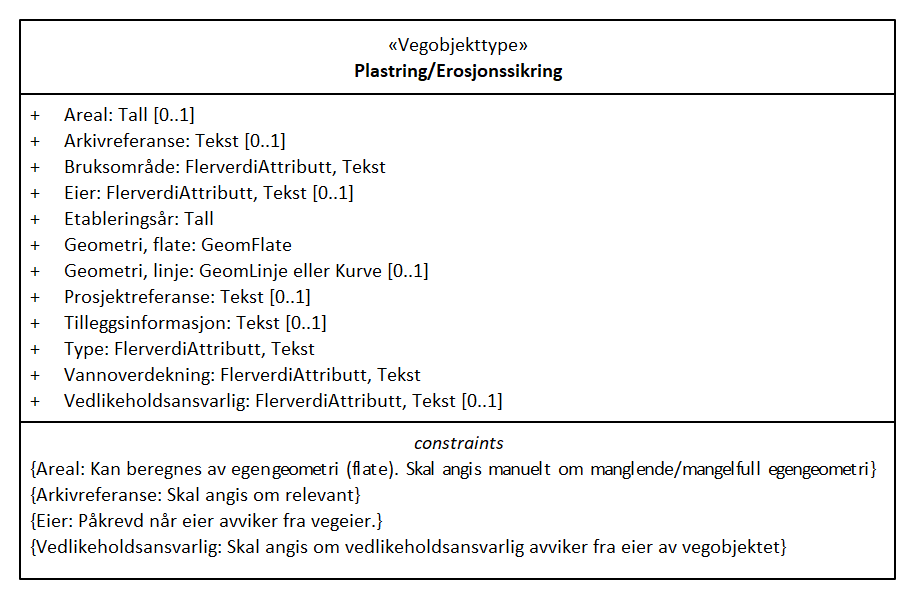 «Vegobjekttype»
Plastring/Erosjonssikring
+ Areal: Tall [0..1]
+ Arkivreferanse: Tekst [0..1]
+ Bruksområde: FlerverdiAttributt, Tekst
+ Eier: FlerverdiAttributt, Tekst [0..1]
+ Etableringsår: Tall
+ Geometri, flate: GeomFlate
+ Geometri, linje: GeomLinje eller Kurve [0..1]
+ Prosjektreferanse: Tekst [0..1]
+ Tilleggsinformasjon: Tekst [0..1]
+ Type: FlerverdiAttributt, Tekst
+ Vannoverdekning: FlerverdiAttributt, Tekst
+ Vedlikeholdsansvarlig: FlerverdiAttributt, Tekst [0..1]
constraints
{Areal: Kan beregnes av egengeometri (flate). Skal angis manuelt om manglende/mangelfull egengeometri}
{Arkivreferanse: Skal angis om relevant}
{Eier: Påkrevd når eier avviker fra vegeier.}
{Vedlikeholdsansvarlig: Skal angis om vedlikeholdsansvarlig avviker fra eier av vegobjektet}